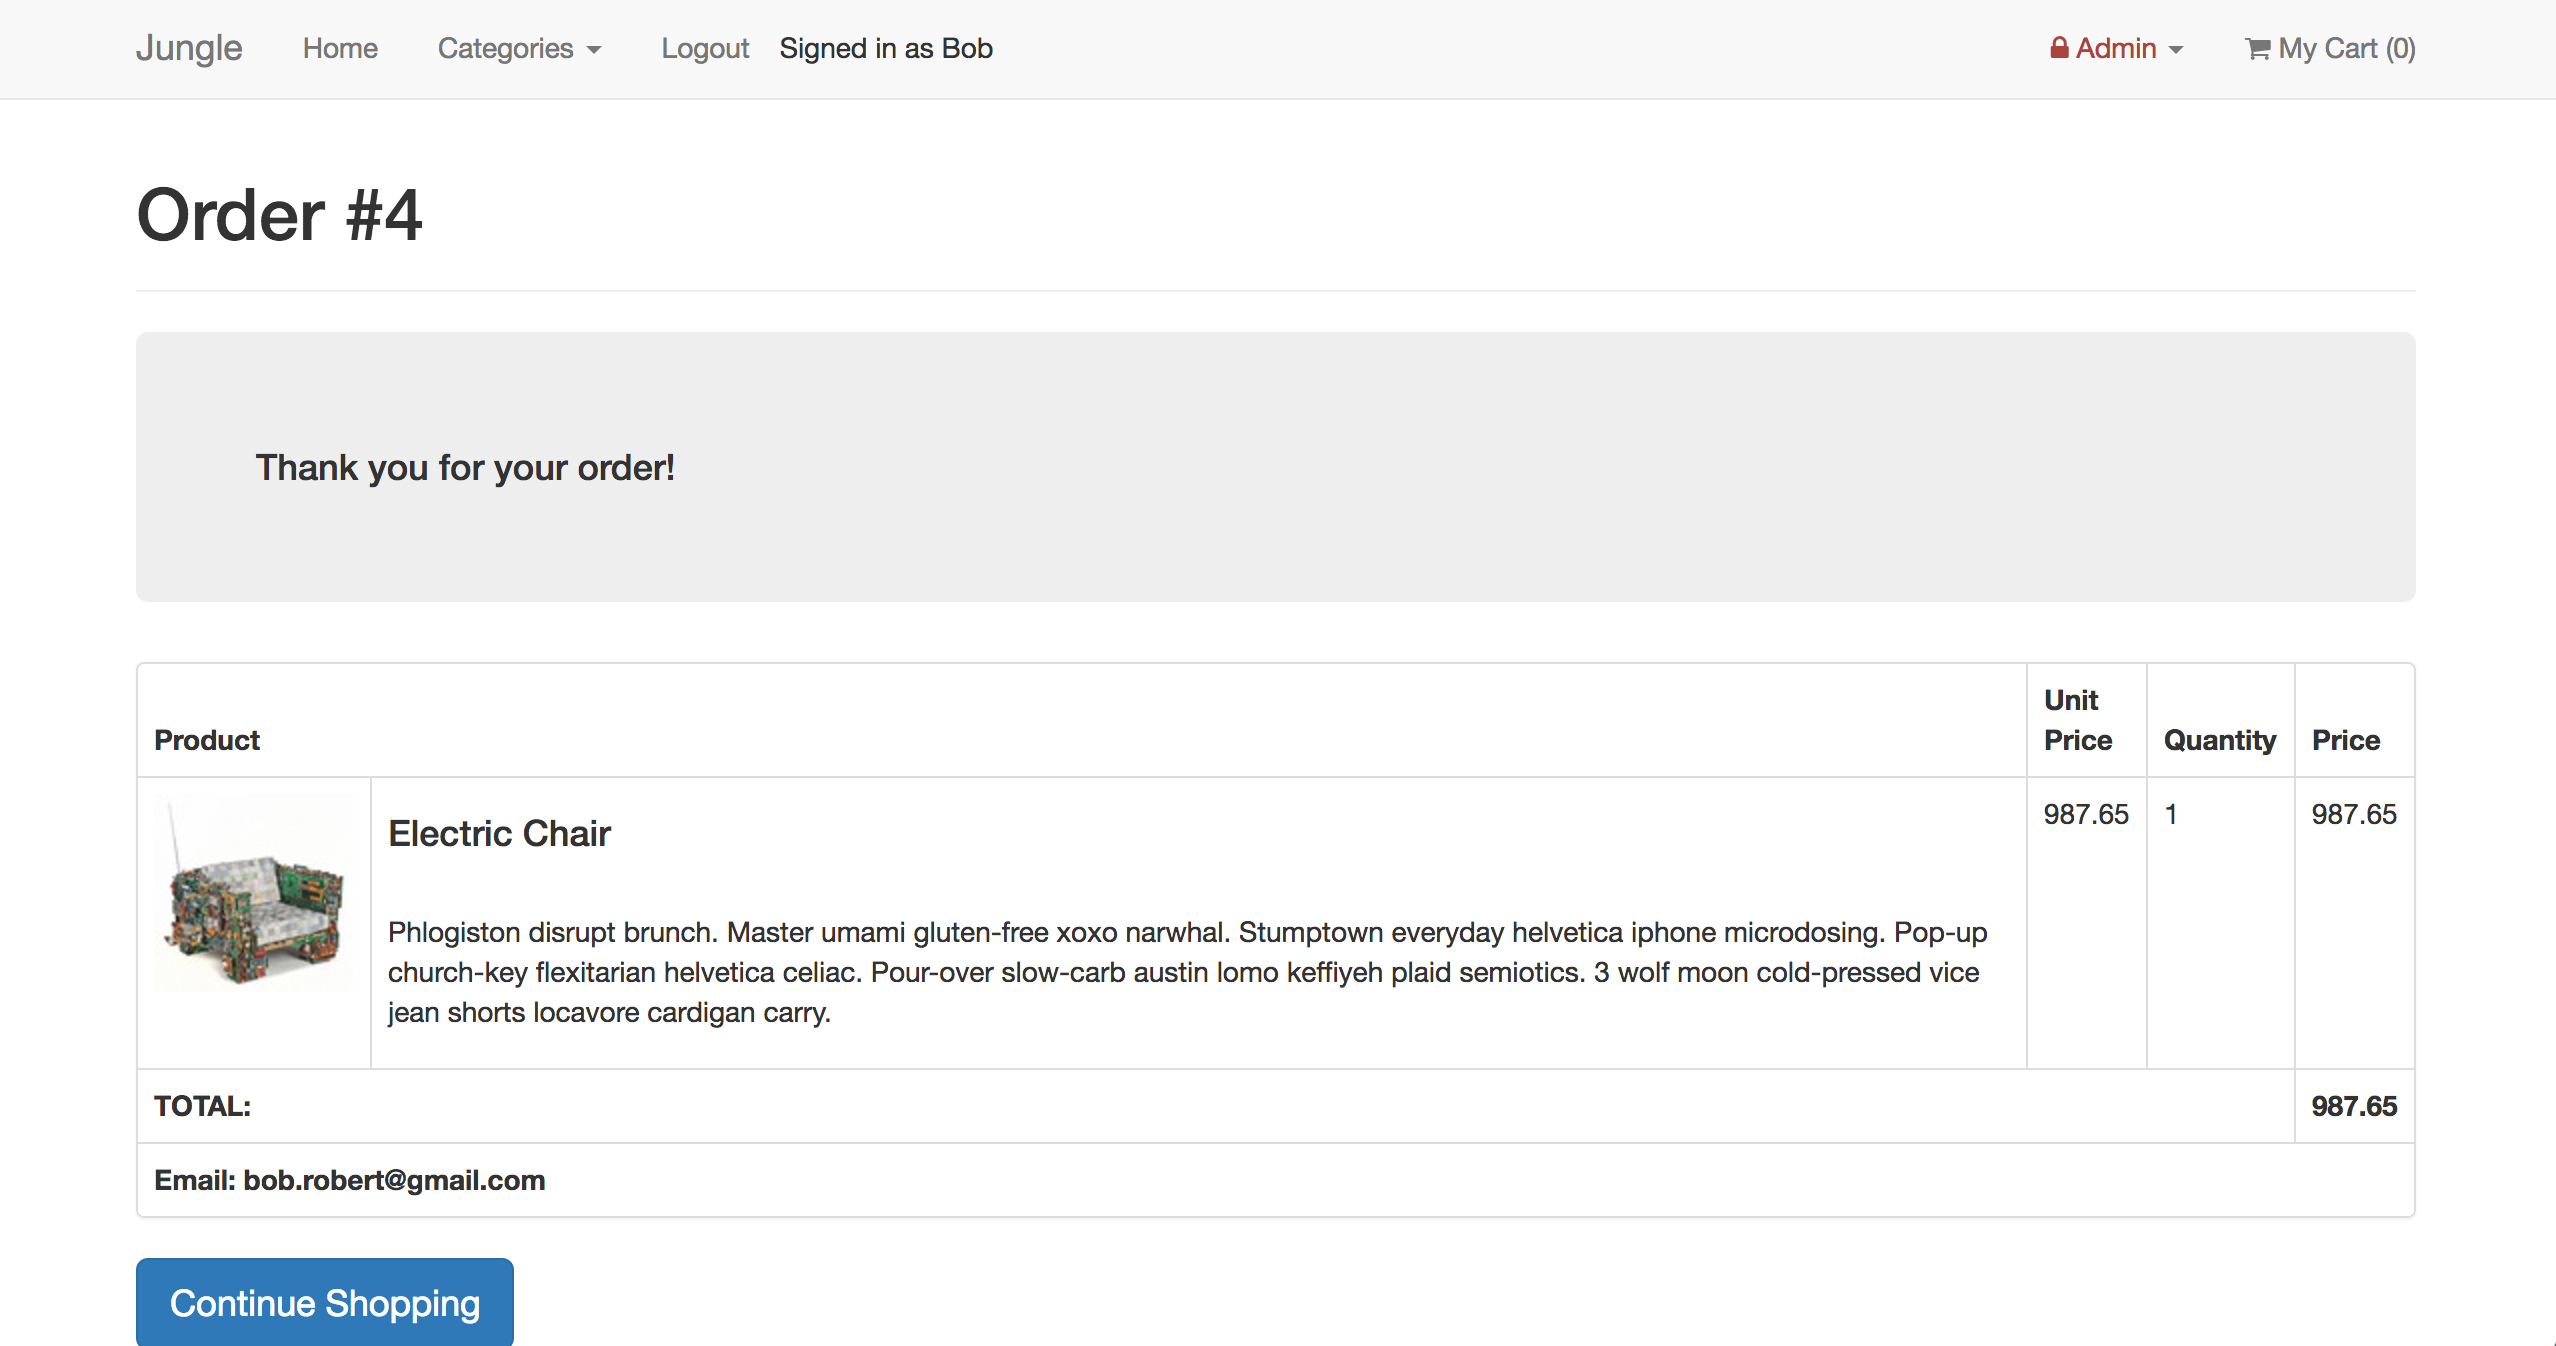 Jungle Home Categories Logout Signed in as Bob Admin My Cart (0)
Order #4
Thank you for your order!
Product Unit Price Quantity Price
Electric Chair 987.65 1 987.65
Phlogiston disrupt brunch. Master umami gluten-free xoxo narwhal. Stumptown everyday helvetica iphone microdosing. Pop-up
church-key flexitarian helvetica celiac. Pour-over slow-carb austin lomo keffiyeh plaid semiotics. 3 wolf moon cold-pressed vice
jean shorts locavore cardigan carry.
TOTAL: 987.65
Email: bob.robert@gmail.com
Continue Shopping